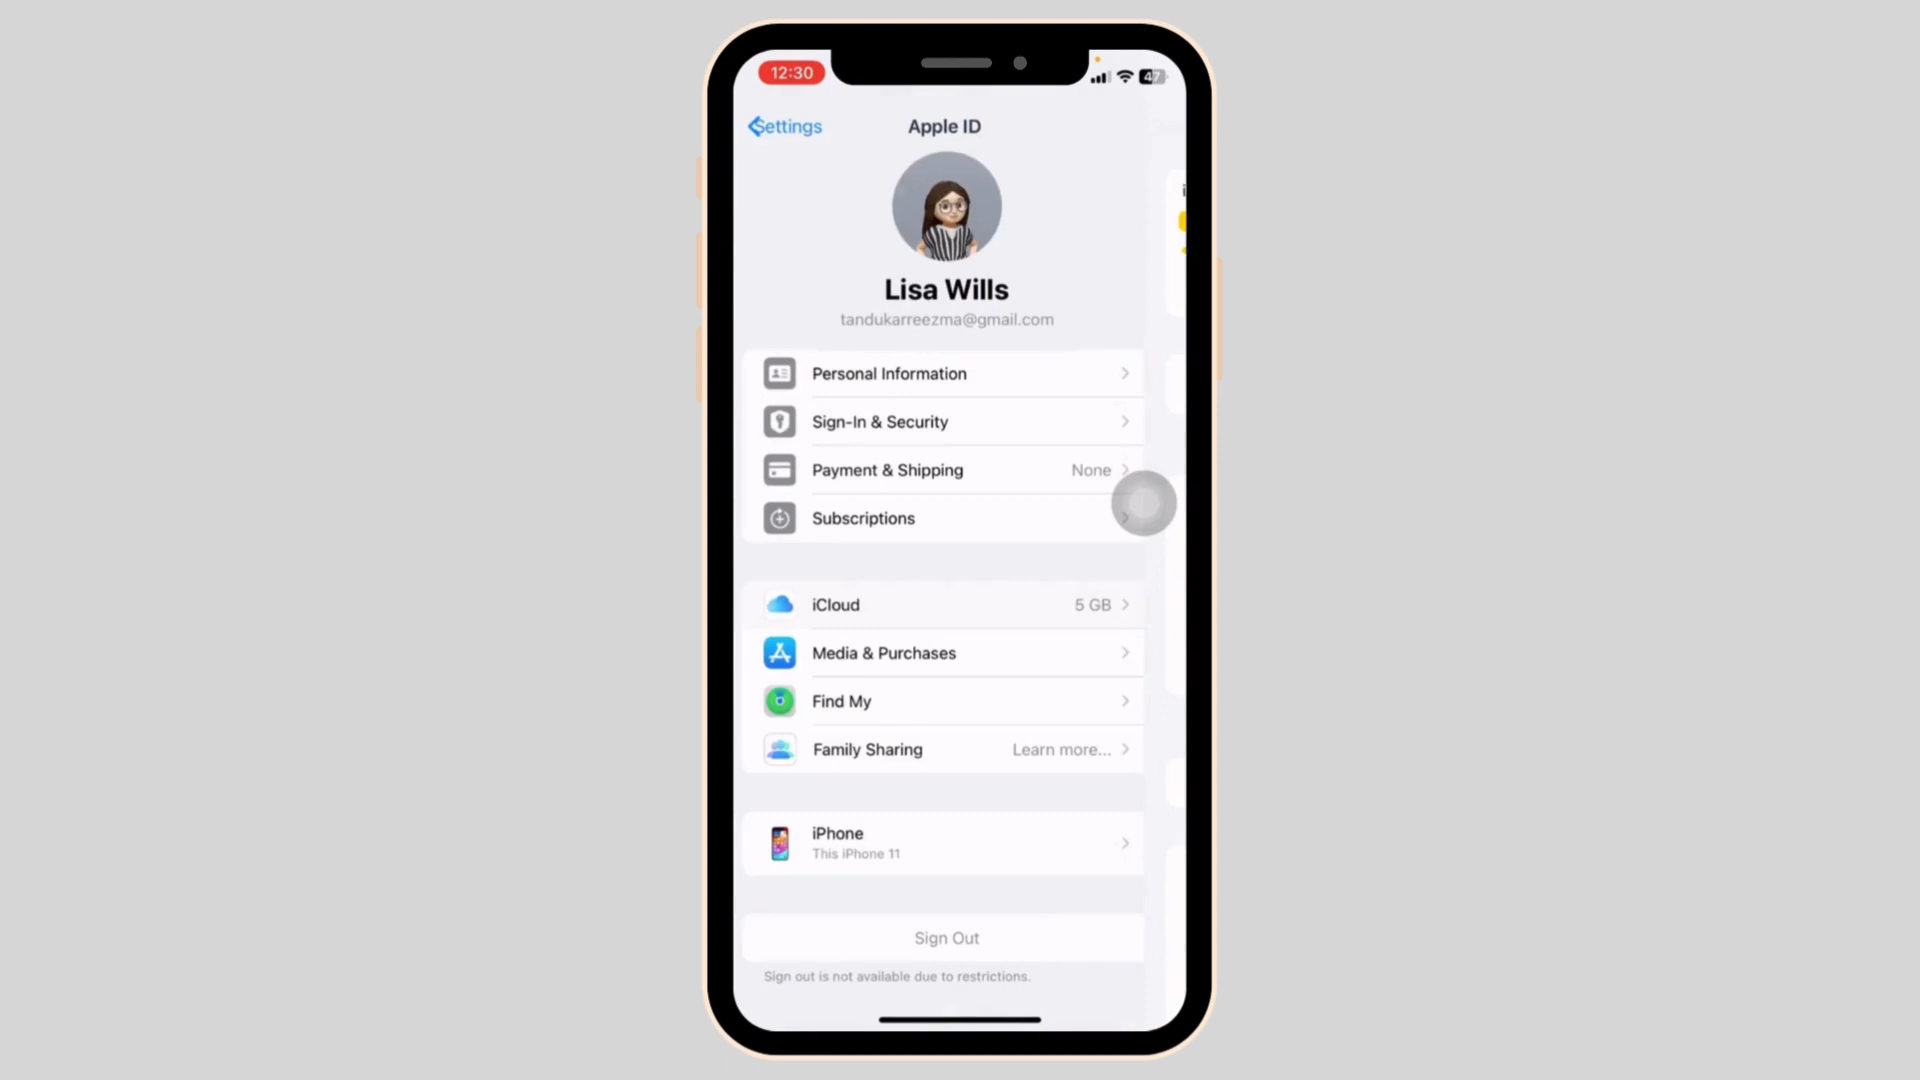 12:30
47
Settings
Apple ID
Lisa Wills
tandukarreezma@gmail.com
Personal Information
Sign-In & Security
Payment & Shipping None
Subscriptions
iCloud 5 GB
Media & Purchases
Find My
Family Sharing Learn more...
iPhone
This iPhone 11
Sign Out
Sign out is not available due to restrictions.